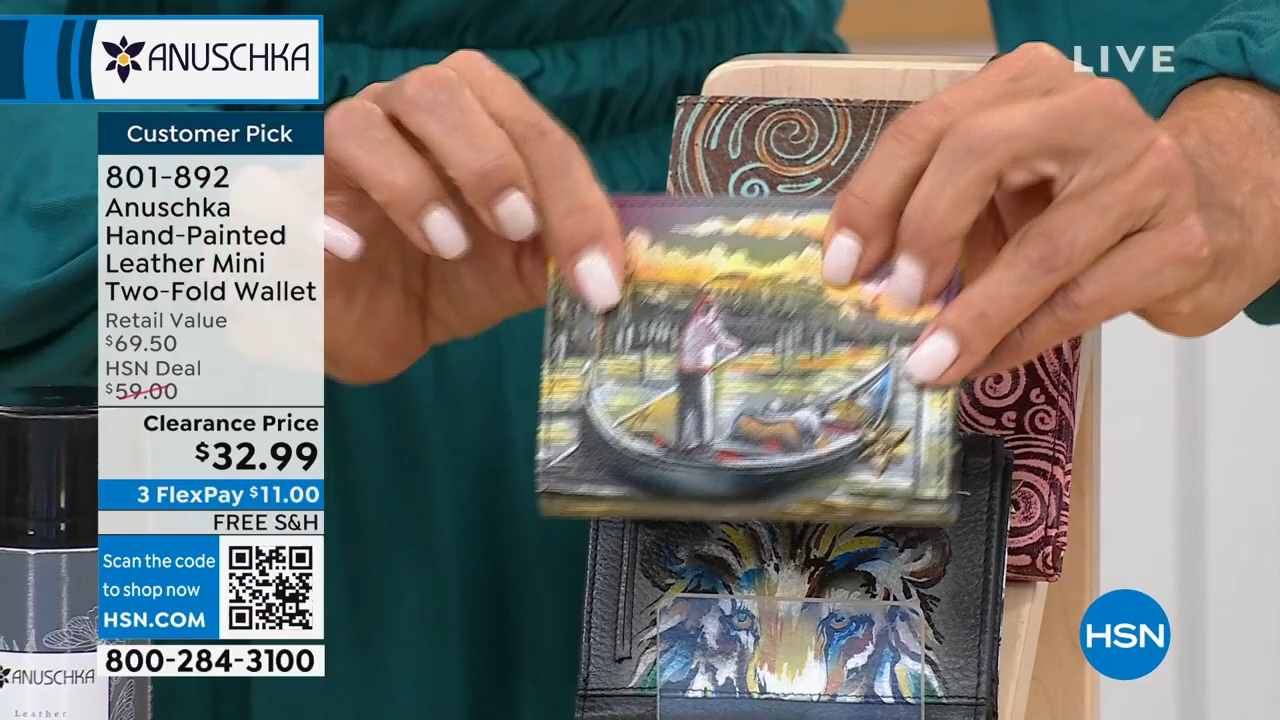 ANUSCHKA
LIVE
Customer Pick
801-892
Anuschka
Hand-Painted
Leather Mini
Two-Fold Wallet
Retail Value
$69.50
HSN Deal
$59.00
Clearance Price
$32.99
3 FlexPay $11.00
FREE S&H
Scan the code
to shop now
HSN.COM
800-284-3100
HSN
ANUSCHKA
Leather